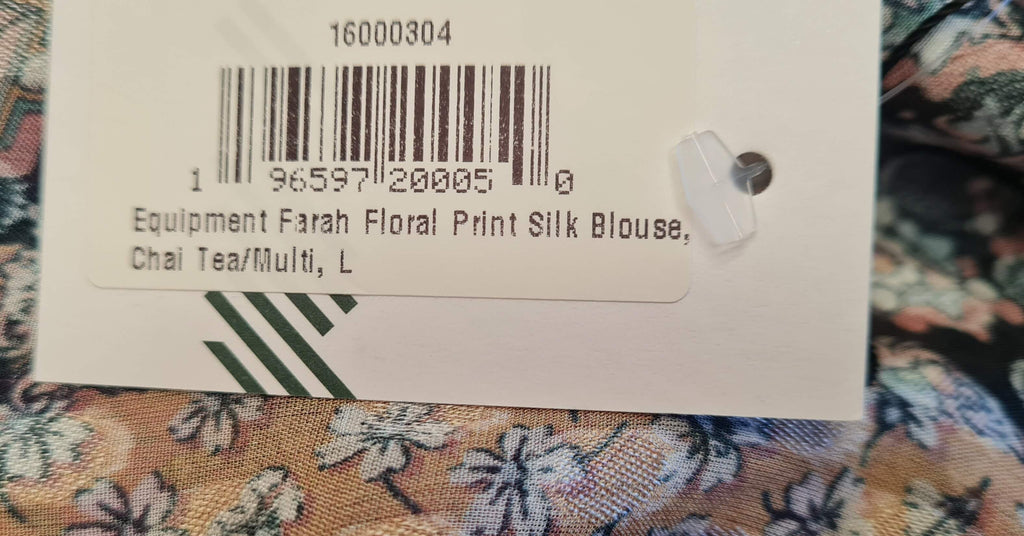 16000304
1 96597 20005 0
Equipment Farah Floral Print Silk Blouse,
Chai Tea/Multi, L